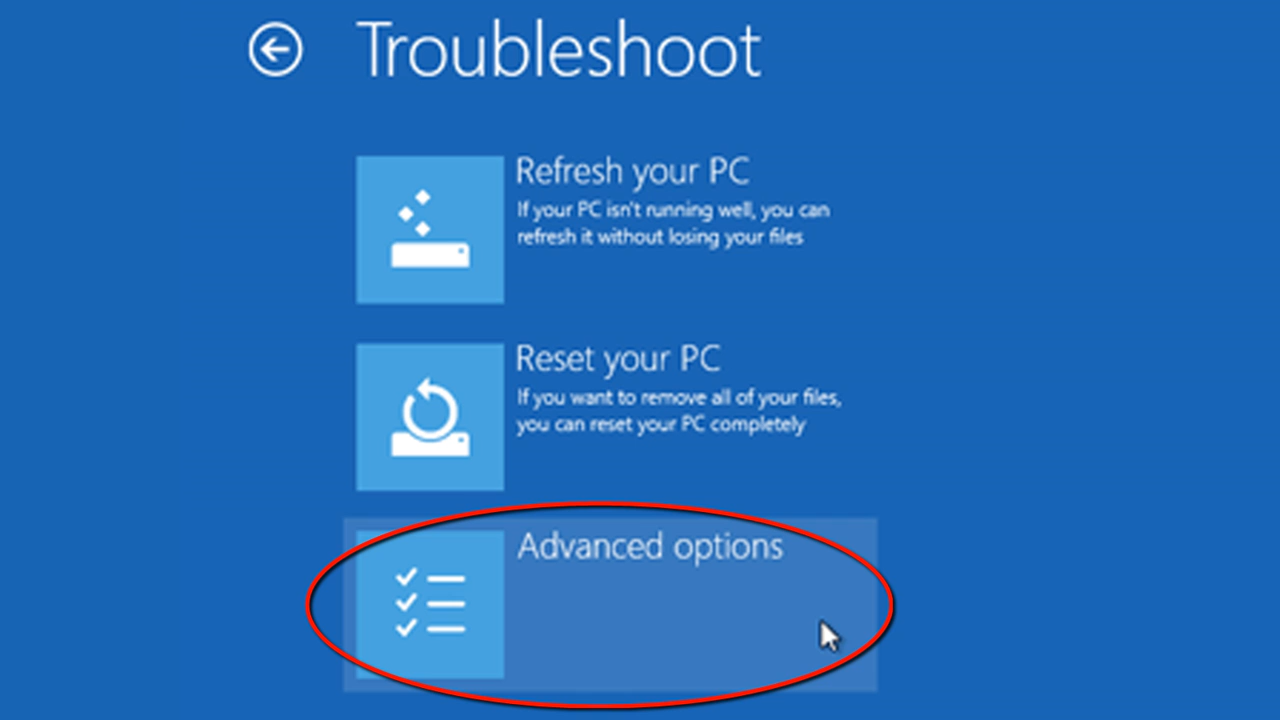 Troubleshoot
Refresh your PC
If your PC isn't running well, you can
refresh it without losing your files
Reset your PC
If you want to remove all of your files,
you can reset your PC completely
Advanced options